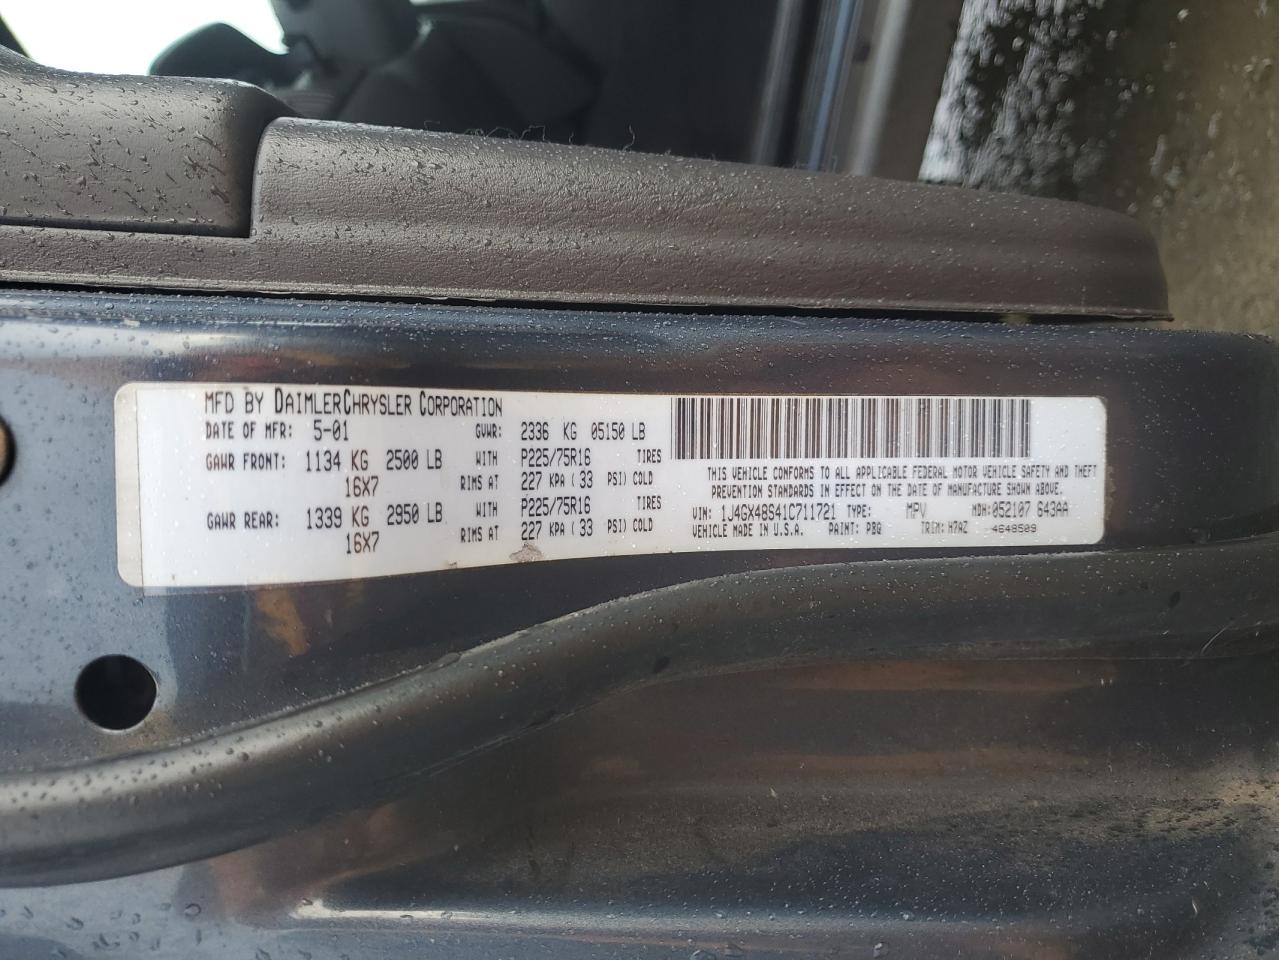 MFD BY DAIMLERCHRYSLER CORPORATION
DATE OF MFR: 5-01 GVWR: 2336 KG 05150 LB
GAWR FRONT: 1134 KG 2500 LB WITH P225/75R16 TIRES
16X7 RIMS AT 227 KPA ( 33 PSI) COLD
GAWR REAR: 1339 KG 2950 LB WITH P225/75R16 TIRES
16X7 RIMS AT 227 KPA ( 33 PSI) COLD
THIS VEHICLE CONFORMS TO ALL APPLICABLE FEDERAL MOTOR VEHICLE SAFETY AND THEFT
PREVENTION STANDARDS IN EFFECT ON THE DATE OF MANUFACTURE SHOWN ABOVE.
VIN: 1J4GX48S41C711721 TYPE: MPV MDH: 052107 643AA
VEHICLE MADE IN U.S.A. PAINT: PBQ TRIM: H7AZ 4648509